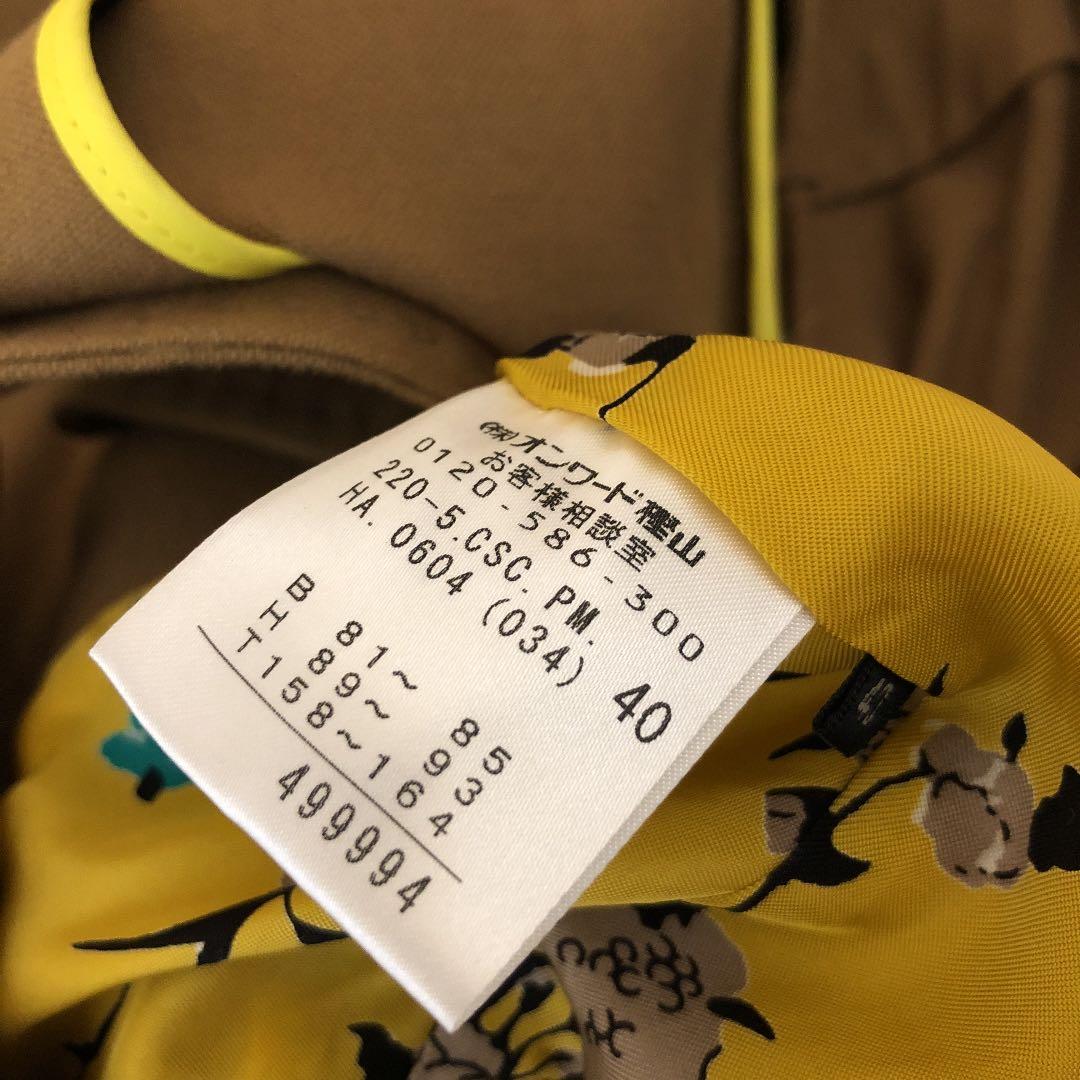 (株)オンワード樫山
お客様相談室
0120-586-300
220-5.CSC.PM.
HA.0604(034) 40
B 81～ 85
H 89～ 93
T158～164
499994